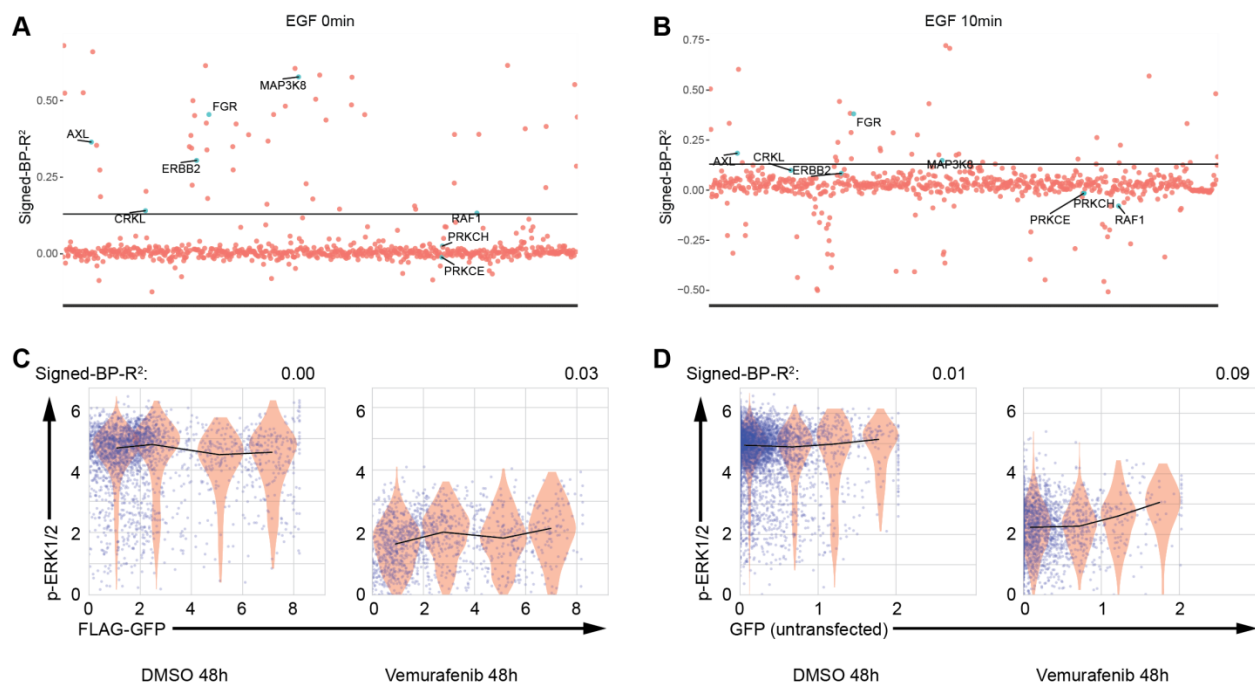 A
EGF 0min
Signed-BP-R²
0.50
0.25
0.00
AXL
FGR
MAP3K8
ERBB2
CRKL
RAF1
PRKCH
PRKCE
B
EGF 10min
Signed-BP-R²
0.75
0.50
0.25
0.00
−0.25
−0.50
AXL
CRKL
FGR
ERBB2
MAP3K8
PRKCH
PRKCE
RAF1
C
Signed-BP-R²: 0.00 0.03
p-ERK1/2
6
4
2
0
0 2 4 6 8
6
4
2
0
0 2 4 6 8
FLAG-GFP
DMSO 48h Vemurafenib 48h
D
Signed-BP-R²: 0.01 0.09
p-ERK1/2
6
4
2
0
0 1 2
6
4
2
0
0 1 2
GFP (untransfected)
DMSO 48h Vemurafenib 48h